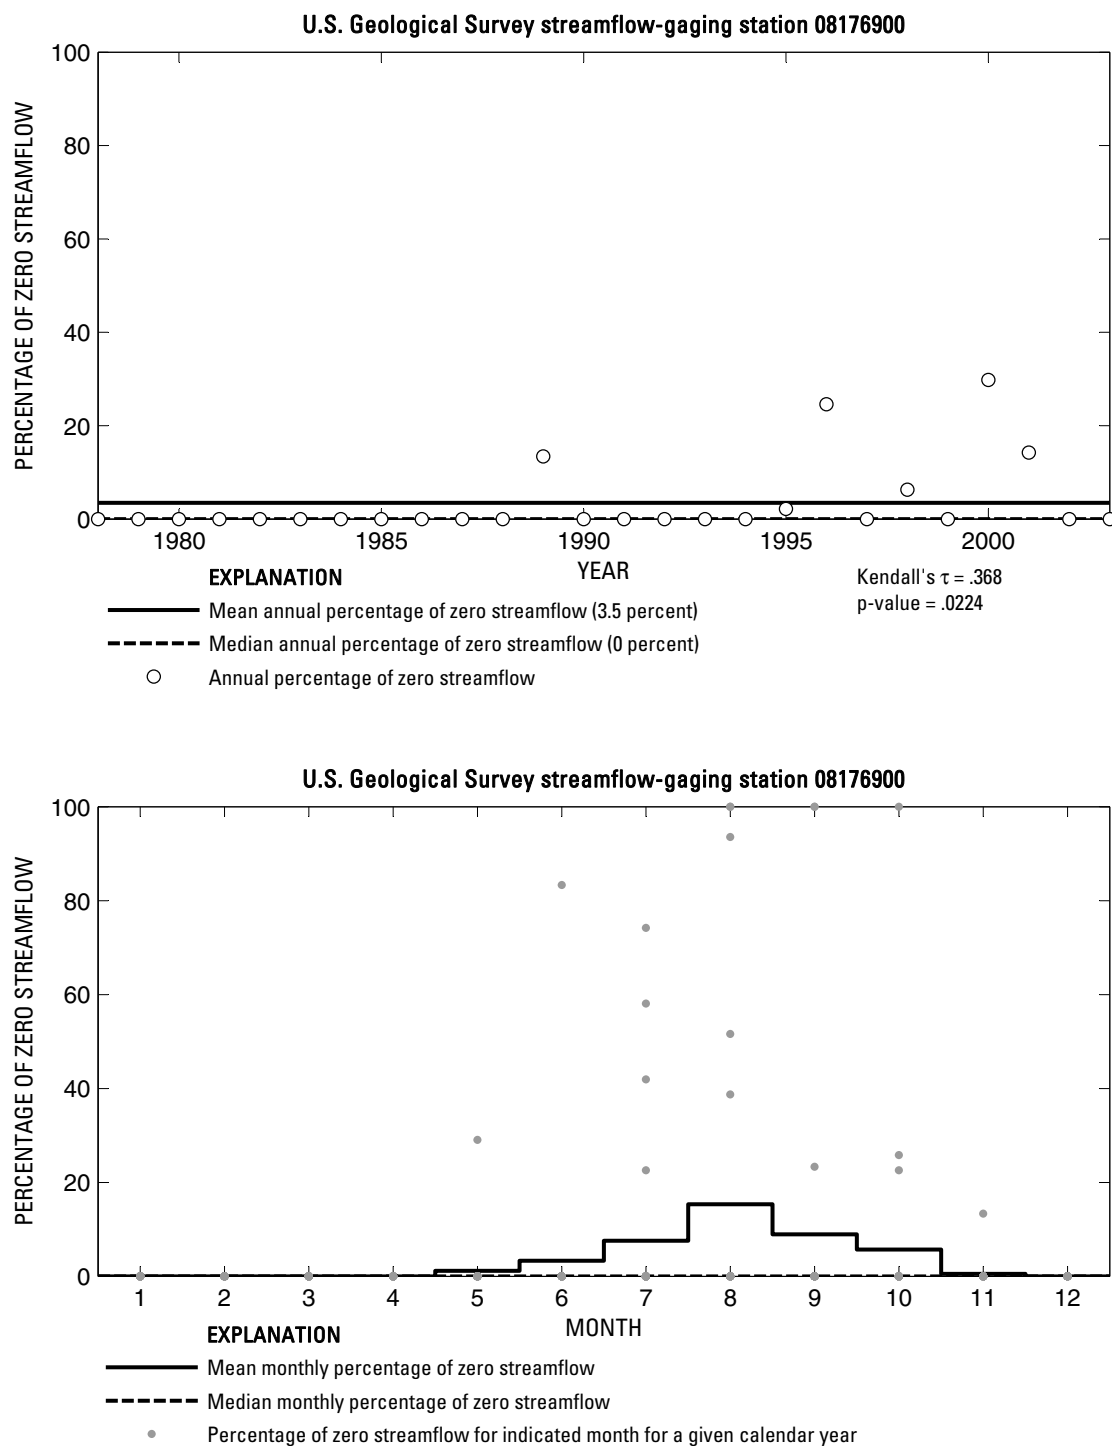 U.S. Geological Survey streamflow-gaging station 08176900
PERCENTAGE OF ZERO STREAMFLOW
100
80
60
40
20
0
1980 1985 1990 1995 2000
YEAR
Kendall's τ = .368
p-value = .0224
EXPLANATION
Mean annual percentage of zero streamflow (3.5 percent)
Median annual percentage of zero streamflow (0 percent)
Annual percentage of zero streamflow
U.S. Geological Survey streamflow-gaging station 08176900
PERCENTAGE OF ZERO STREAMFLOW
100
80
60
40
20
0
1 2 3 4 5 6 7 8 9 10 11 12
MONTH
EXPLANATION
Mean monthly percentage of zero streamflow
Median monthly percentage of zero streamflow
Percentage of zero streamflow for indicated month for a given calendar year